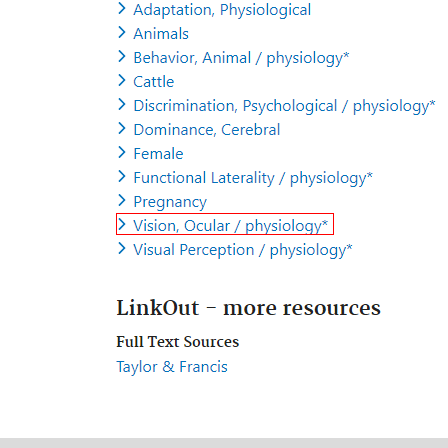 Adaptation, Physiological
Animals
Behavior, Animal / physiology*
Cattle
Discrimination, Psychological / physiology*
Dominance, Cerebral
Female
Functional Laterality / physiology*
Pregnancy
Vision, Ocular / physiology*
Visual Perception / physiology*
LinkOut - more resources
Full Text Sources
Taylor & Francis